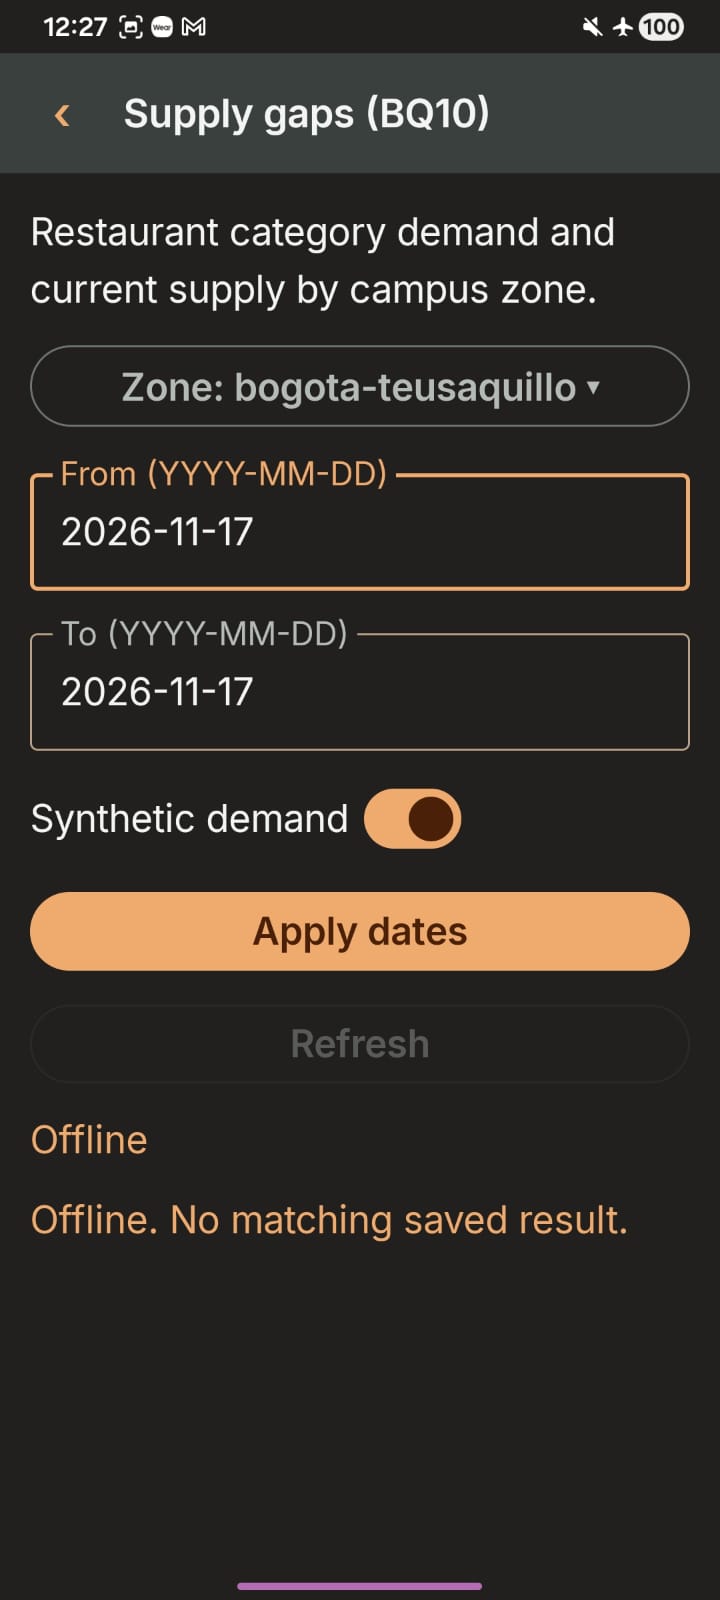 12:27
Wear
100
Supply gaps (BQ10)
Restaurant category demand and
current supply by campus zone.
Zone: bogota-teusaquillo ▾
From (YYYY-MM-DD)
2026-11-17
To (YYYY-MM-DD)
2026-11-17
Synthetic demand
Apply dates
Refresh
Offline
Offline. No matching saved result.